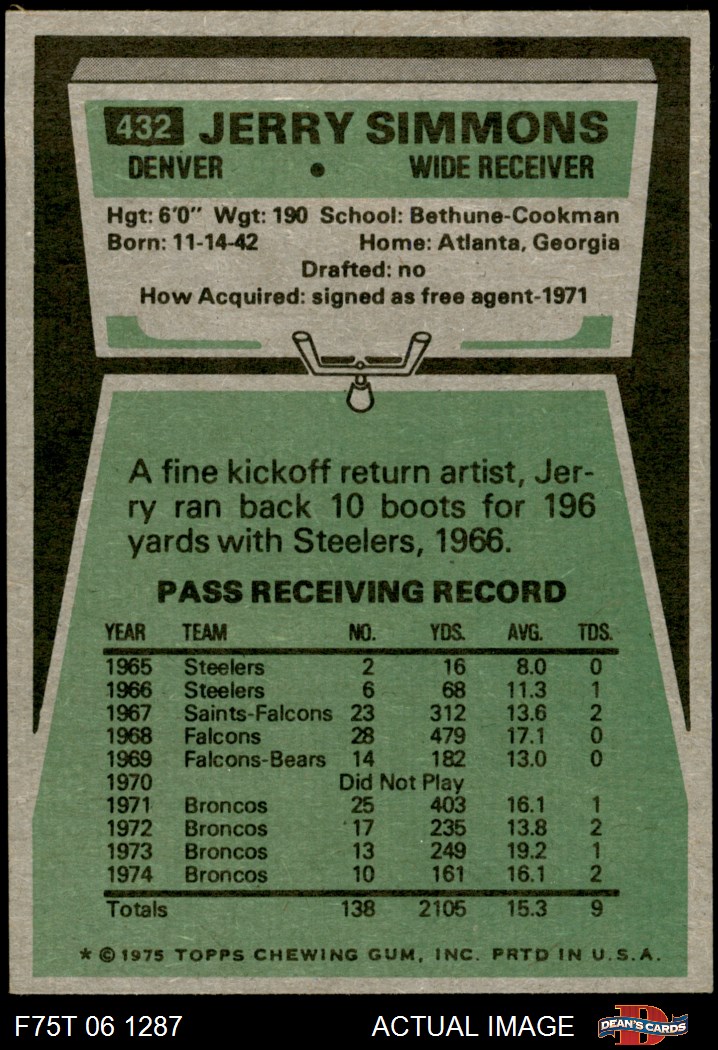 432 JERRY SIMMONS
DENVER • WIDE RECEIVER
Hgt: 6'0" Wgt: 190 School: Bethune-Cookman
Born: 11-14-42 Home: Atlanta, Georgia
Drafted: no
How Acquired: signed as free agent-1971
A fine kickoff return artist, Jer-
ry ran back 10 boots for 196
yards with Steelers, 1966.
PASS RECEIVING RECORD
YEAR TEAM NO. YDS. AVG. TDS.
1965 Steelers 2 16 8.0 0
1966 Steelers 6 68 11.3 1
1967 Saints-Falcons 23 312 13.6 2
1968 Falcons 28 479 17.1 0
1969 Falcons-Bears 14 182 13.0 0
1970 Did Not Play
1971 Broncos 25 403 16.1 1
1972 Broncos 17 235 13.8 2
1973 Broncos 13 249 19.2 1
1974 Broncos 10 161 16.1 2
Totals 138 2105 15.3 9
* © 1975 TOPPS CHEWING GUM, INC. PRTD IN U.S.A.
F75T 06 1287 ACTUAL IMAGE D DEAN'S CARDS